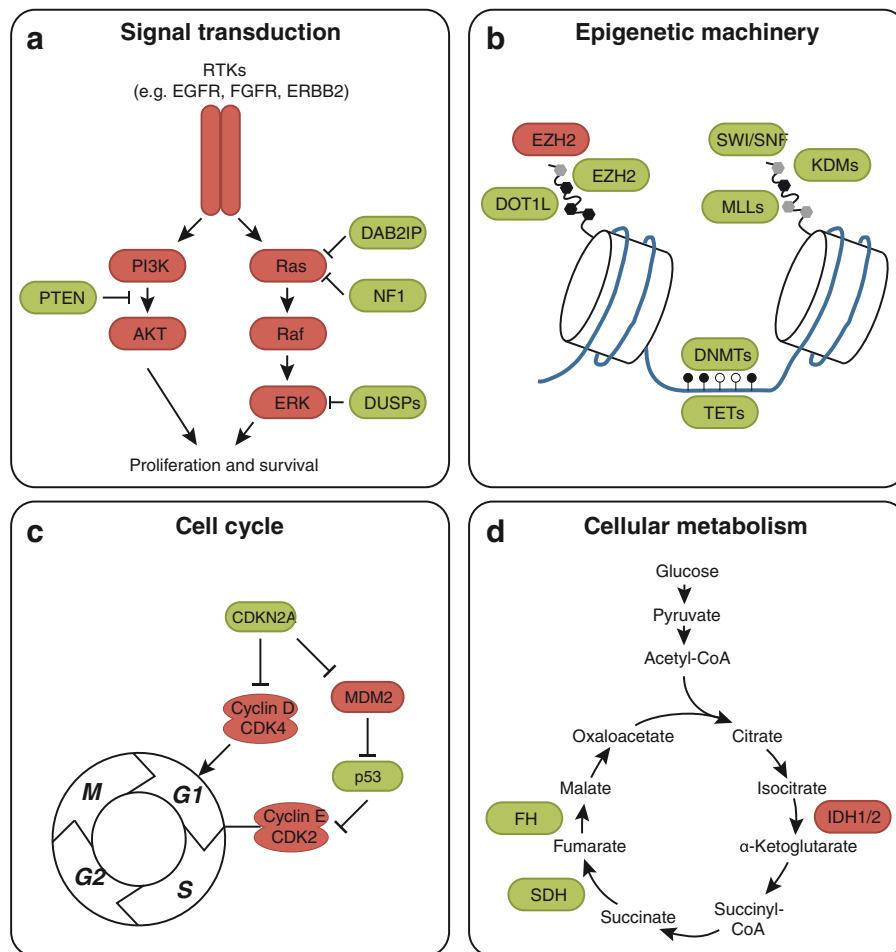 a
Signal transduction
RTKs
(e.g. EGFR, FGFR, ERBB2)
DAB2IP
PI3K
Ras
PTEN
NF1
AKT
Raf
ERK
DUSPs
Proliferation and survival
b
Epigenetic machinery
EZH2
SWI/SNF
EZH2
KDMs
DOT1L
MLLs
DNMTs
TETs
c
Cell cycle
CDKN2A
Cyclin D
CDK4
MDM2
p53
M
G1
Cyclin E
CDK2
G2
S
d
Cellular metabolism
Glucose
Pyruvate
Acetyl-CoA
Oxaloacetate
Citrate
Malate
Isocitrate
FH
IDH1/2
Fumarate
α-Ketoglutarate
SDH
Succinate
Succinyl-
CoA